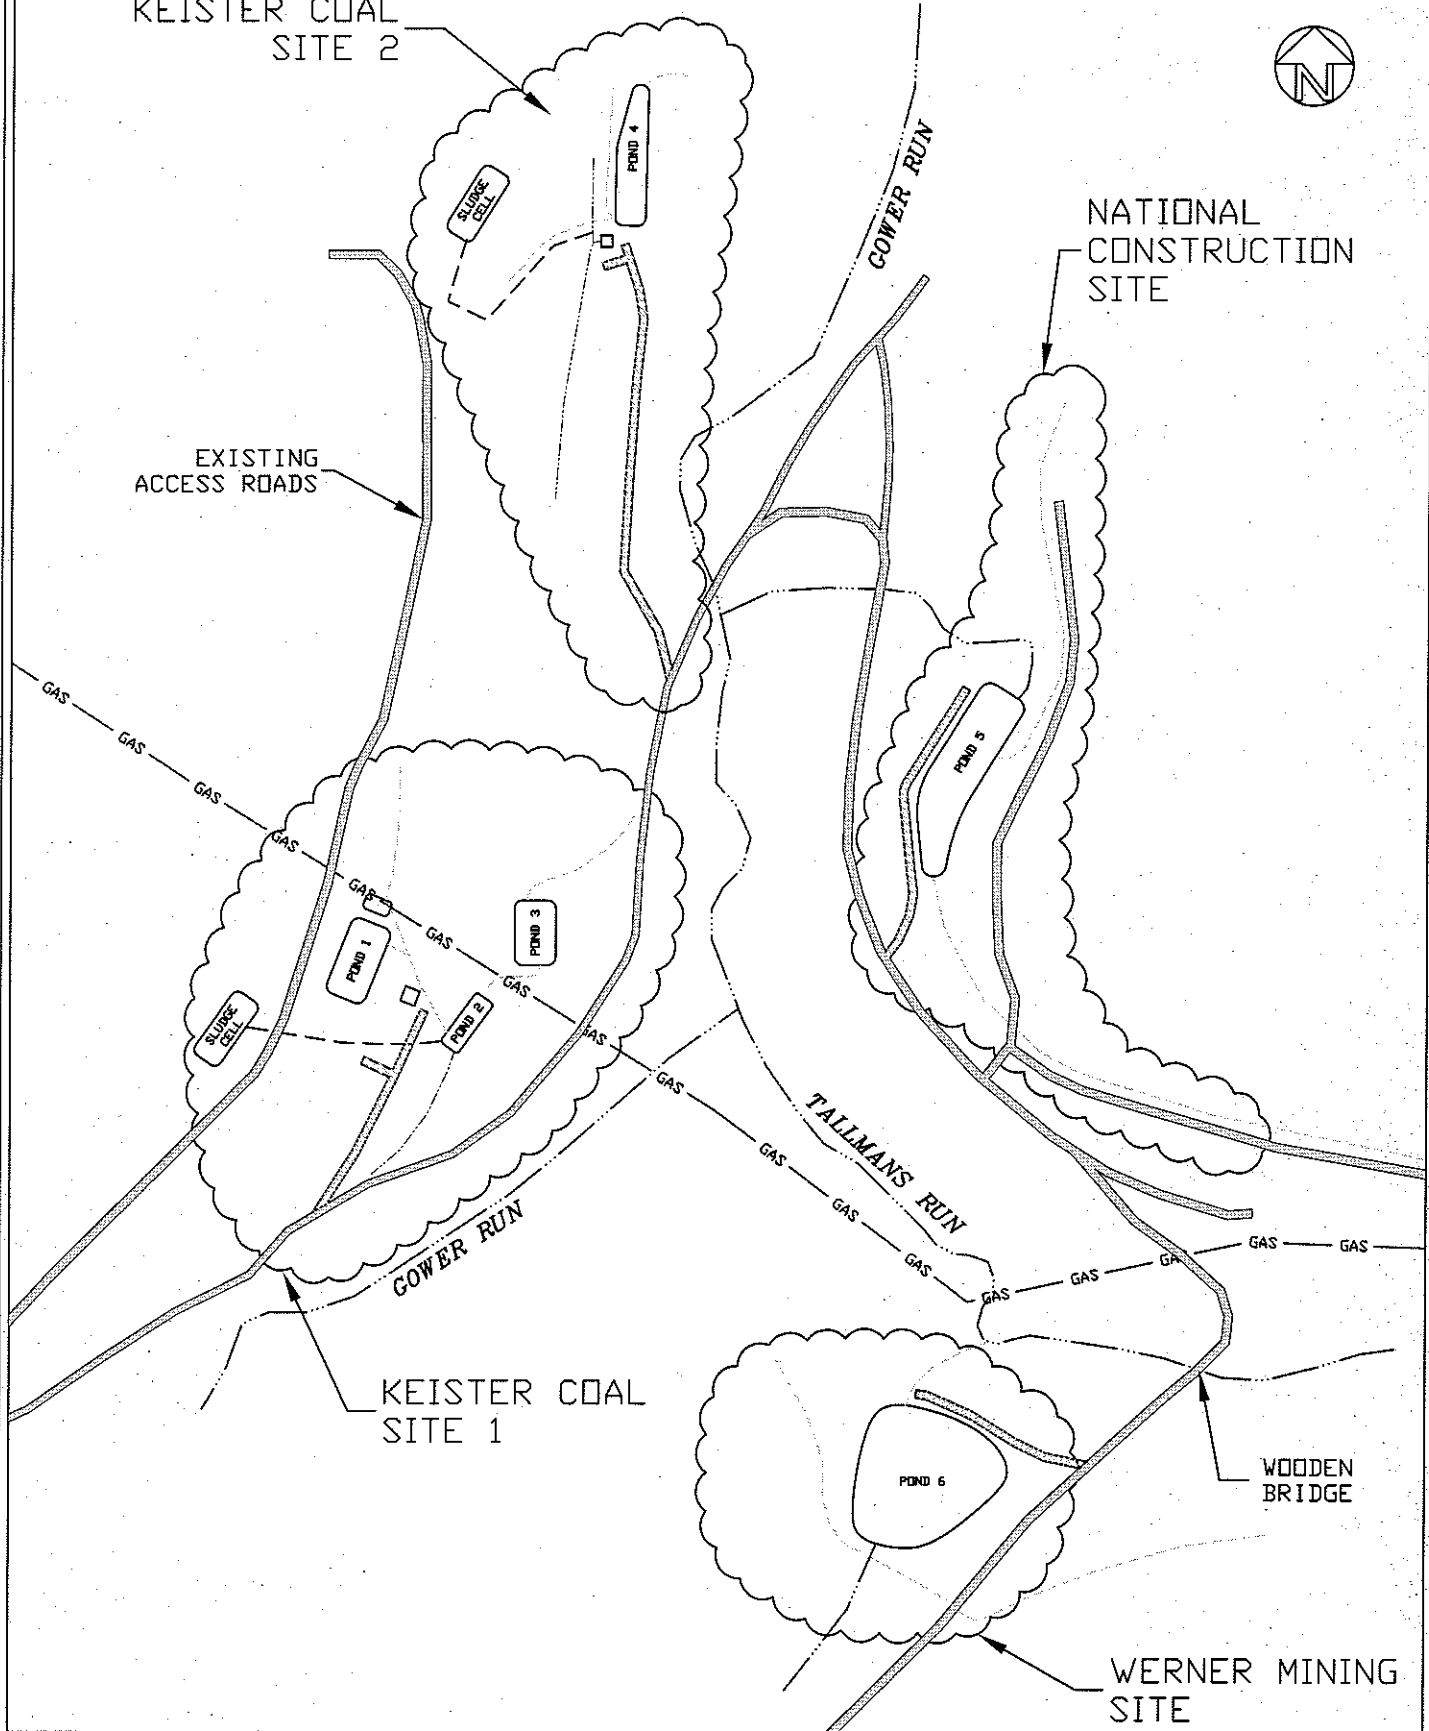 KEISTER COAL
SITE 2
N
POND 4
SLUDGE
CELL
GOWER RUN
NATIONAL
CONSTRUCTION
SITE
EXISTING
ACCESS ROADS
GAS
GAS
GAS
GAS
GAS
GAS
GAS
GAS
GAS
GAS
GAS
GAS
GAS
GAS
GA
GAS
GAS
POND 5
POND 3
POND 1
POND 2
SLUDGE
CELL
TALLMANS RUN
GOWER RUN
KEISTER COAL
SITE 1
POND 6
WOODEN
BRIDGE
WERNER MINING
SITE